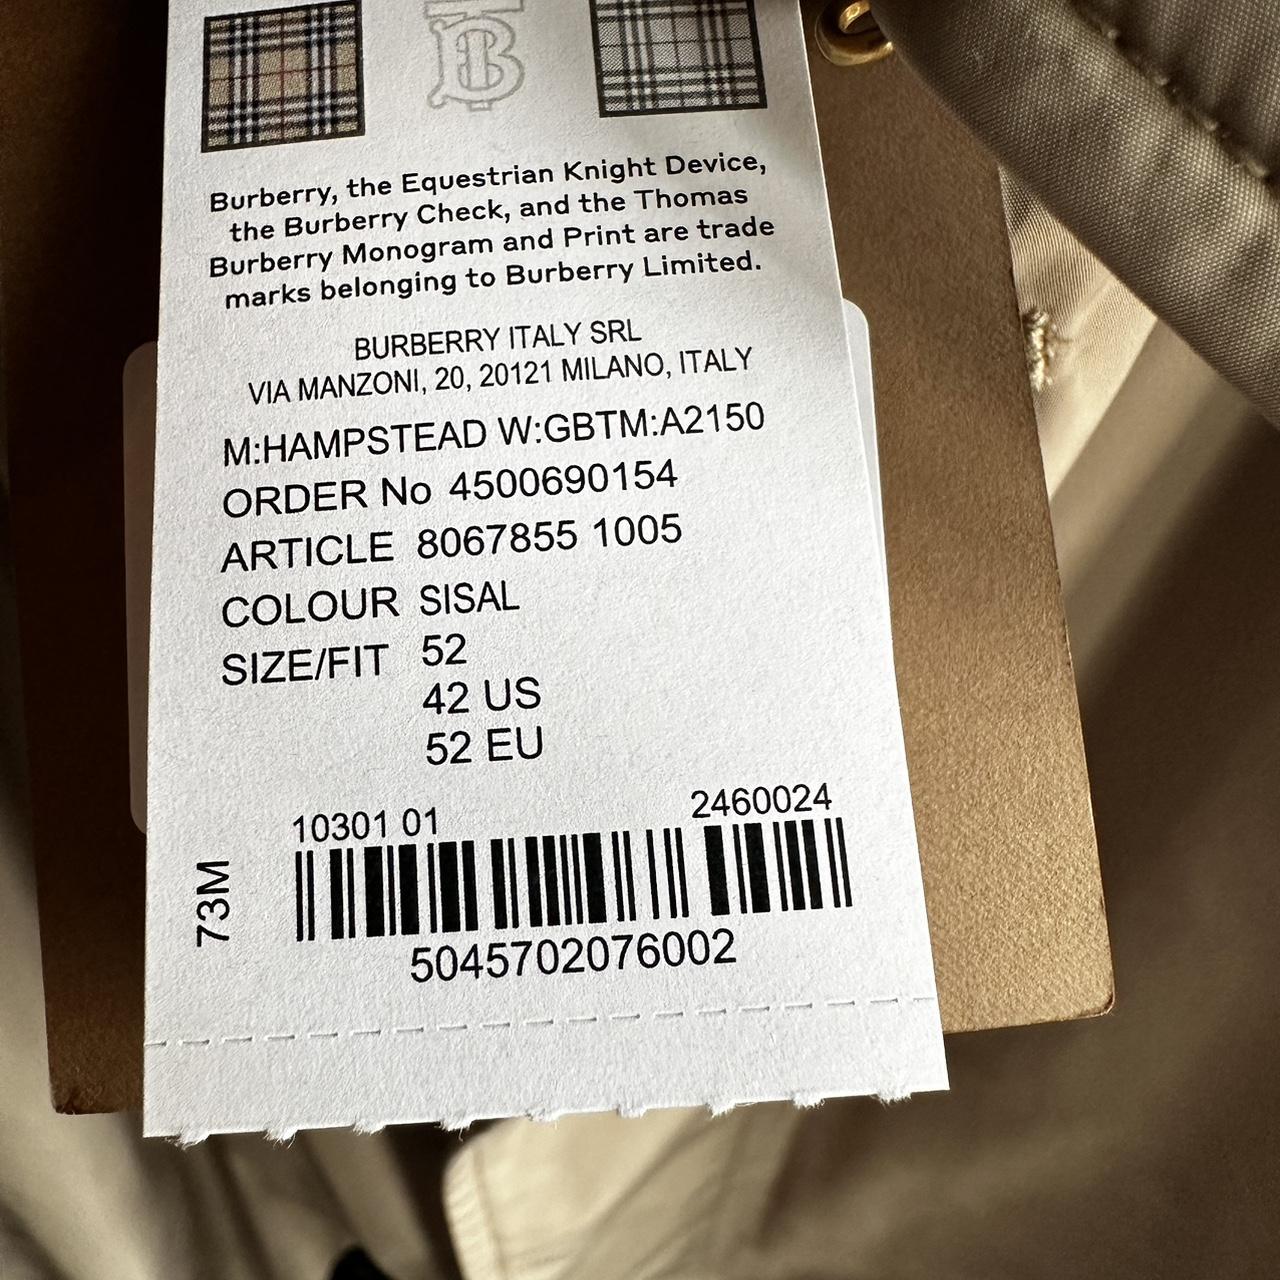 Burberry, the Equestrian Knight Device,
the Burberry Check, and the Thomas
Burberry Monogram and Print are trade
marks belonging to Burberry Limited.
BURBERRY ITALY SRL
VIA MANZONI, 20, 20121 MILANO, ITALY
M:HAMPSTEAD W:GBTM:A2150
ORDER No 4500690154
ARTICLE 8067855 1005
COLOUR SISAL
SIZE/FIT 52
42 US
52 EU
10301 01 2460024
73M
5045702076002